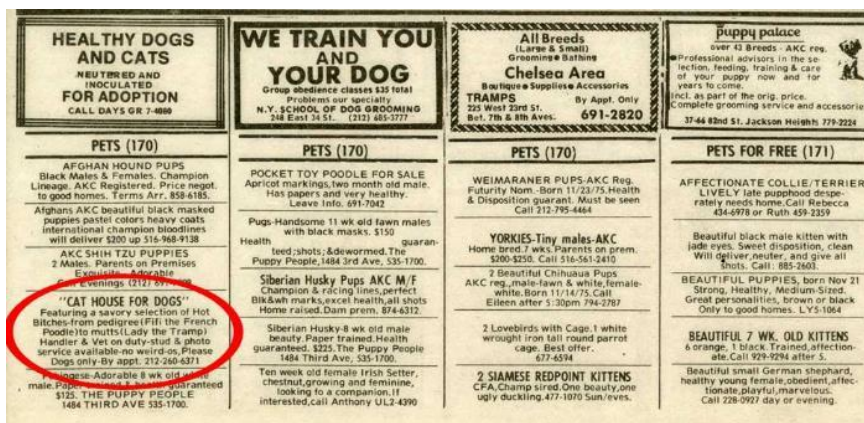 HEALTHY DOGS
AND CATS
NEUTERED AND
INOCULATED
FOR ADOPTION
CALL DAYS GR 7-4080
PETS (170)
AFGHAN HOUND PUPS
Black Males & Females. Champion
Lineage. AKC Registered. Price negot.
to good homes. Terms Arr. 858-6185.
Afghans AKC beautiful black masked
puppies pastel colors heavy coats
international champion bloodlines
will deliver $200 up 516-968-9138
AKC SHIH TZU PUPPIES
2 Males. Parents on Premises
Exquisite Adorable
Call Evenings (212)
"CAT HOUSE FOR DOGS"
Featuring a savory selection of Hot
Bitches-from pedigree(Fifi the French
Poodle)to mutts(Lady the Tramp)
Handler & Vet on duty-stud & photo
service available-no weird-os,Please
Dogs only-By appt. 212-260-6371
Pekingese-Adorable 8 wk old white
male.Paper trained & health guaranteed
$125. THE PUPPY PEOPLE
1484 THIRD AVE 535-1700.
WE TRAIN YOU
AND
YOUR DOG
Group obedience classes $35 total
Problems our specialty
N.Y. SCHOOL OF DOG GROOMING
248 East 34 St. (212) 685-3777
PETS (170)
POCKET TOY POODLE FOR SALE
Apricot markings,two month old male.
Has papers and very healthy.
Leave Info. 691-7042
Pugs-Handsome 11 wk old fawn males
with black masks. $150
Health guaran-
teed;shots;&dewormed.The
Puppy People,1484 3rd Ave, 535-1700.
Siberian Husky Pups AKC M/F
Champion & racing lines,perfect
Blk&wh marks,excel health,all shots
Home raised.Dam prem. 874-6312.
Siberian Husky-8 wk old male
beauty.Paper trained.Health
guaranteed. $225.The Puppy People
1484 Third Ave, 535-1700.
Ten week old female Irish Setter,
chestnut,growing and feminine,
looking to a companion.If
interested,call Anthony UL2-4390
All Breeds
(Large & Small)
Grooming•Bathing
Chelsea Area
Boutique•Supplies•Accessories
TRAMPS By Appt. Only
225 West 23rd St.
Bet. 7th & 8th Aves. 691-2820
PETS (170)
WEIMARANER PUPS-AKC Reg.
Futurity Nom.-Born 11/23/75.Health
& Disposition guarant. Must be seen
Call 212-795-4464
YORKIES-Tiny males-AKC
Home bred.7 wks.Parents on prem.
$200-$250. Call 516-561-2410
2 Beautiful Chihuaua Pups
AKC reg.,male-fawn & white,female-
white.Born 11/14/75.Call
Eileen after 5:30pm 794-2787
2 Lovebirds with Cage.1 white
wrought iron tall round parrot
cage. Best offer.
677-6594
2 SIAMESE REDPOINT KITTENS
CFA,Champ sired.One beauty,one
ugly duckling.477-1070 Sun/eves.
puppy palace
over 43 Breeds - AKC reg.
•Professional advisors in the se-
lection, feeding, training & care
of your puppy now and for
years to come.
Incl. as part of the orig. price.
Complete grooming service and accessorie
37-66 82nd St. Jackson Heights 779-2224
PETS FOR FREE (171)
AFFECTIONATE COLLIE/TERRIER
LIVELY late pupphood despe-
rately needs home.Call Rebecca
434-6978 or Ruth 459-2359
Beautiful black male kitten with
jade eyes. Sweet disposition, clean
Will deliver,neuter, and give all
shots. Call: 885-2603.
BEAUTIFUL PUPPIES, born Nov 21
Strong, Healthy, Medium-Sized.
Great personalities, brown or black
Only to good homes. LY5-1064
BEAUTIFUL 7 WK. OLD KITTENS
6 orange, 1 black.Trained,affection-
ate.Call 929-9294 after 5.
Beautiful small German shephard,
healthy young female,obedient,affec-
tionate,playful,marvelous.
Call 228-0927 day or evening.